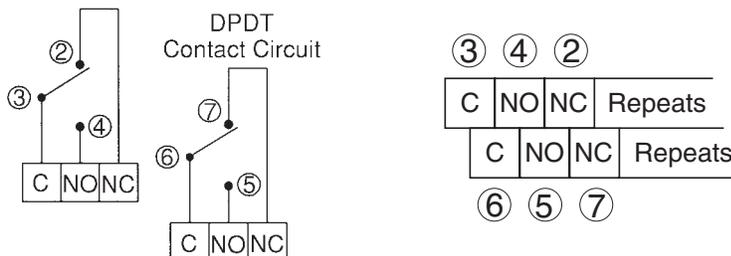 DPDT
Contact Circuit
②
③
④
C NO NC
⑦
⑥
⑤
C NO NC
③ ④ ②
C NO NC Repeats
C NO NC Repeats
⑥ ⑤ ⑦